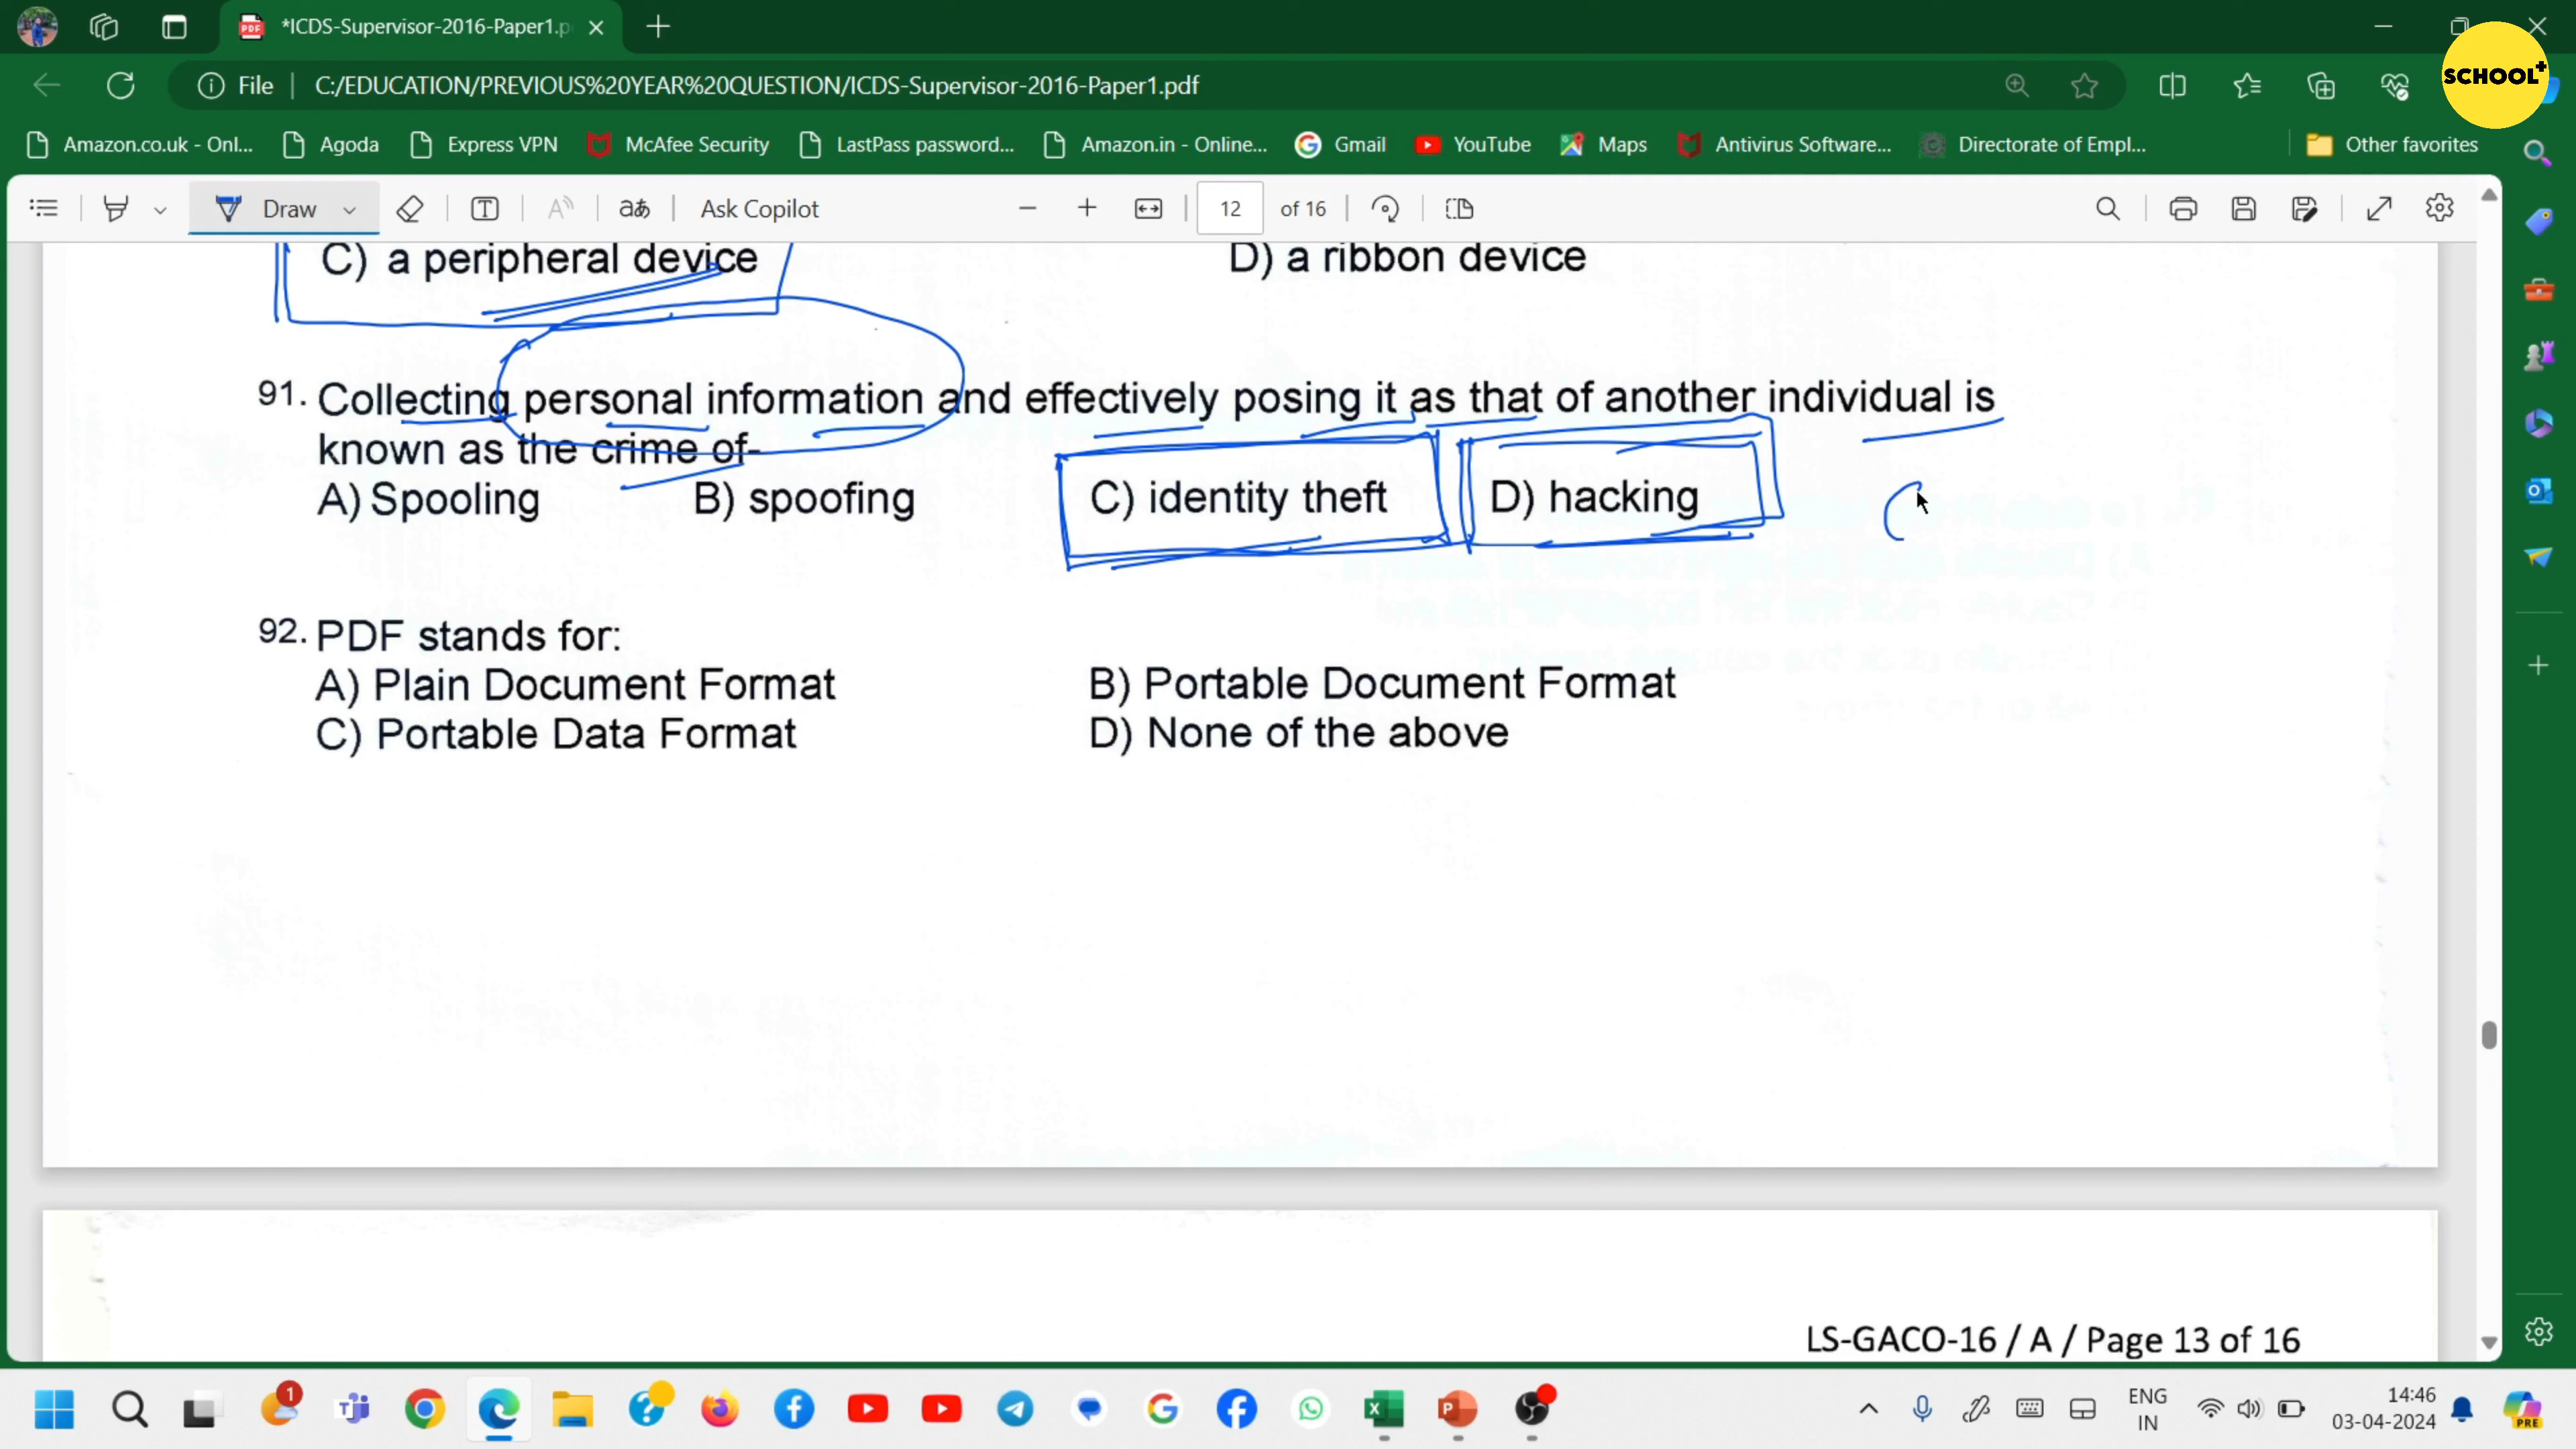 *ICDS-Supervisor-2016-Paper1.p
SCHOOL+
File
C:/EDUCATION/PREVIOUS%20YEAR%20QUESTION/ICDS-Supervisor-2016-Paper1.pdf
Amazon.co.uk - Onl... Agoda Express VPN McAfee Security LastPass password... Amazon.in - Online... Gmail YouTube Maps Antivirus Software... Directorate of Empl... Other favorites
Draw T aあ Ask Copilot 12 of 16
C) a peripheral device D) a ribbon device
91. Collecting personal information and effectively posing it as that of another individual is
known as the crime of-
A) Spooling B) spoofing C) identity theft D) hacking
92. PDF stands for:
A) Plain Document Format B) Portable Document Format
C) Portable Data Format D) None of the above
LS-GACO-16 / A / Page 13 of 16
1
ENG
IN
14:46
03-04-2024
PRE